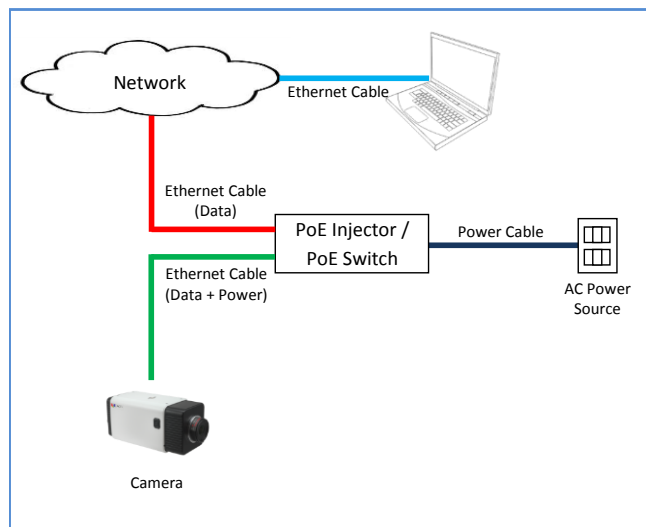 Network
Ethernet Cable
Ethernet Cable
(Data)
PoE Injector /
PoE Switch
Power Cable
Ethernet Cable
(Data + Power)
AC Power
Source
Camera